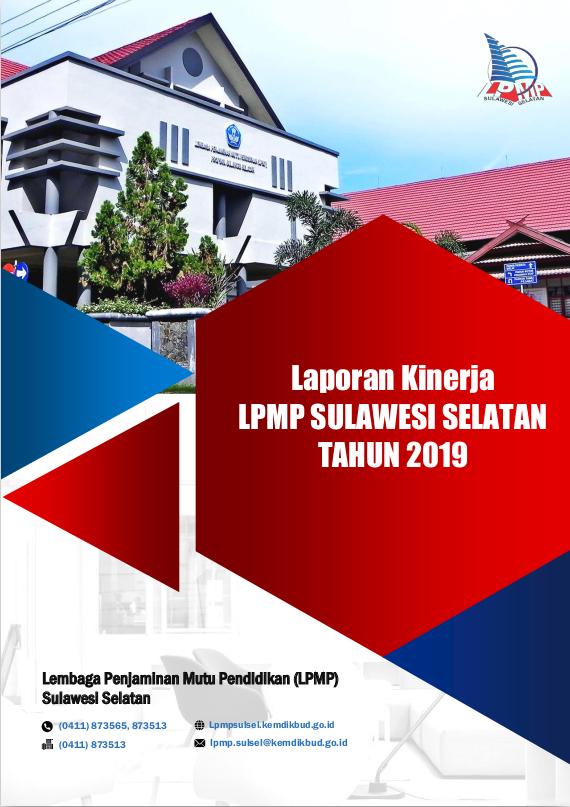 LPMP
SULAWESI SELATAN
Laporan Kinerja
LPMP SULAWESI SELATAN
TAHUN 2019
Lembaga Penjaminan Mutu Pendidikan (LPMP)
Sulawesi Selatan
(0411) 873565, 873513
Lpmpsulsel.kemdikbud.go.id
(0411) 873513
lpmp.sulsel@kemdikbud.go.id